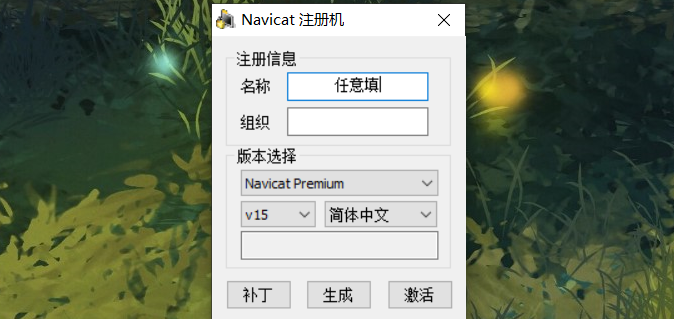 Navicat 注册机
注册信息
名称 任意填
组织
版本选择
Navicat Premium
v15 简体中文
补丁 生成 激活